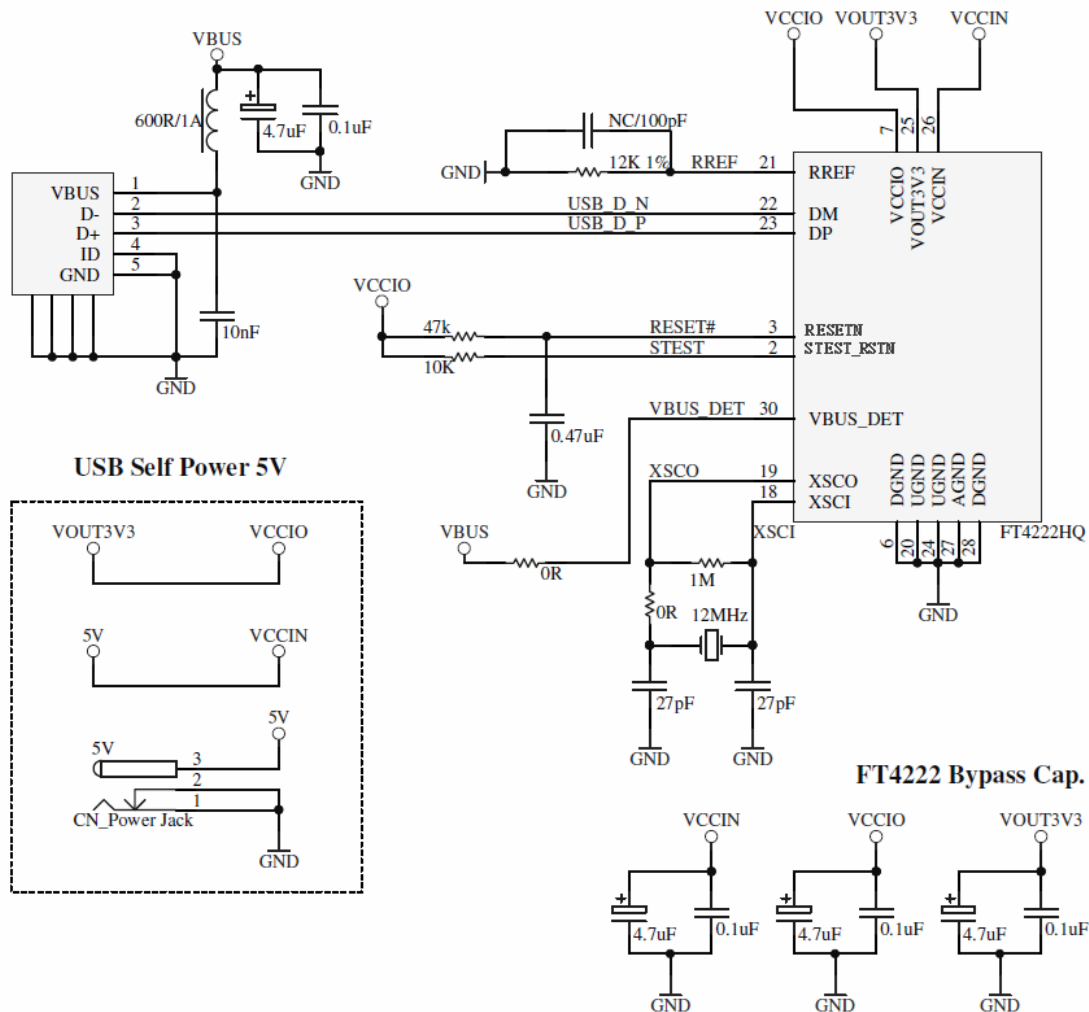 VCCIO VOUT3V3 VCCIN
VBUS
600R/1A
4.7uF
0.1uF
GND
NC/100pF
GND
12K 1%
RREF
21
RREF
7
25
26
VCCIO
VOUT3V3
VCCIN
VBUS
1
D-
2
USB_D_N
22
DM
D+
3
USB_D_P
23
DP
ID
4
GND
5
10nF
GND
VCCIO
47k
RESET#
3
RESETN
10K
STEST
2
STEST_RSTN
0.47uF
GND
VBUS_DET
30
VBUS_DET
XSCO
19
XSCO
18
XSCI
XSCI
DGND
UGND
UGND
AGND
DGND
6
20
24
27
28
FT4222HQ
GND
VBUS
0R
1M
0R
12MHz
27pF
27pF
GND
GND
USB Self Power 5V
VOUT3V3
VCCIO
5V
VCCIN
5V
5V
3
2
1
CN_Power Jack
GND
FT4222 Bypass Cap.
VCCIN
4.7uF
0.1uF
GND
VCCIO
4.7uF
0.1uF
GND
VOUT3V3
4.7uF
0.1uF
GND